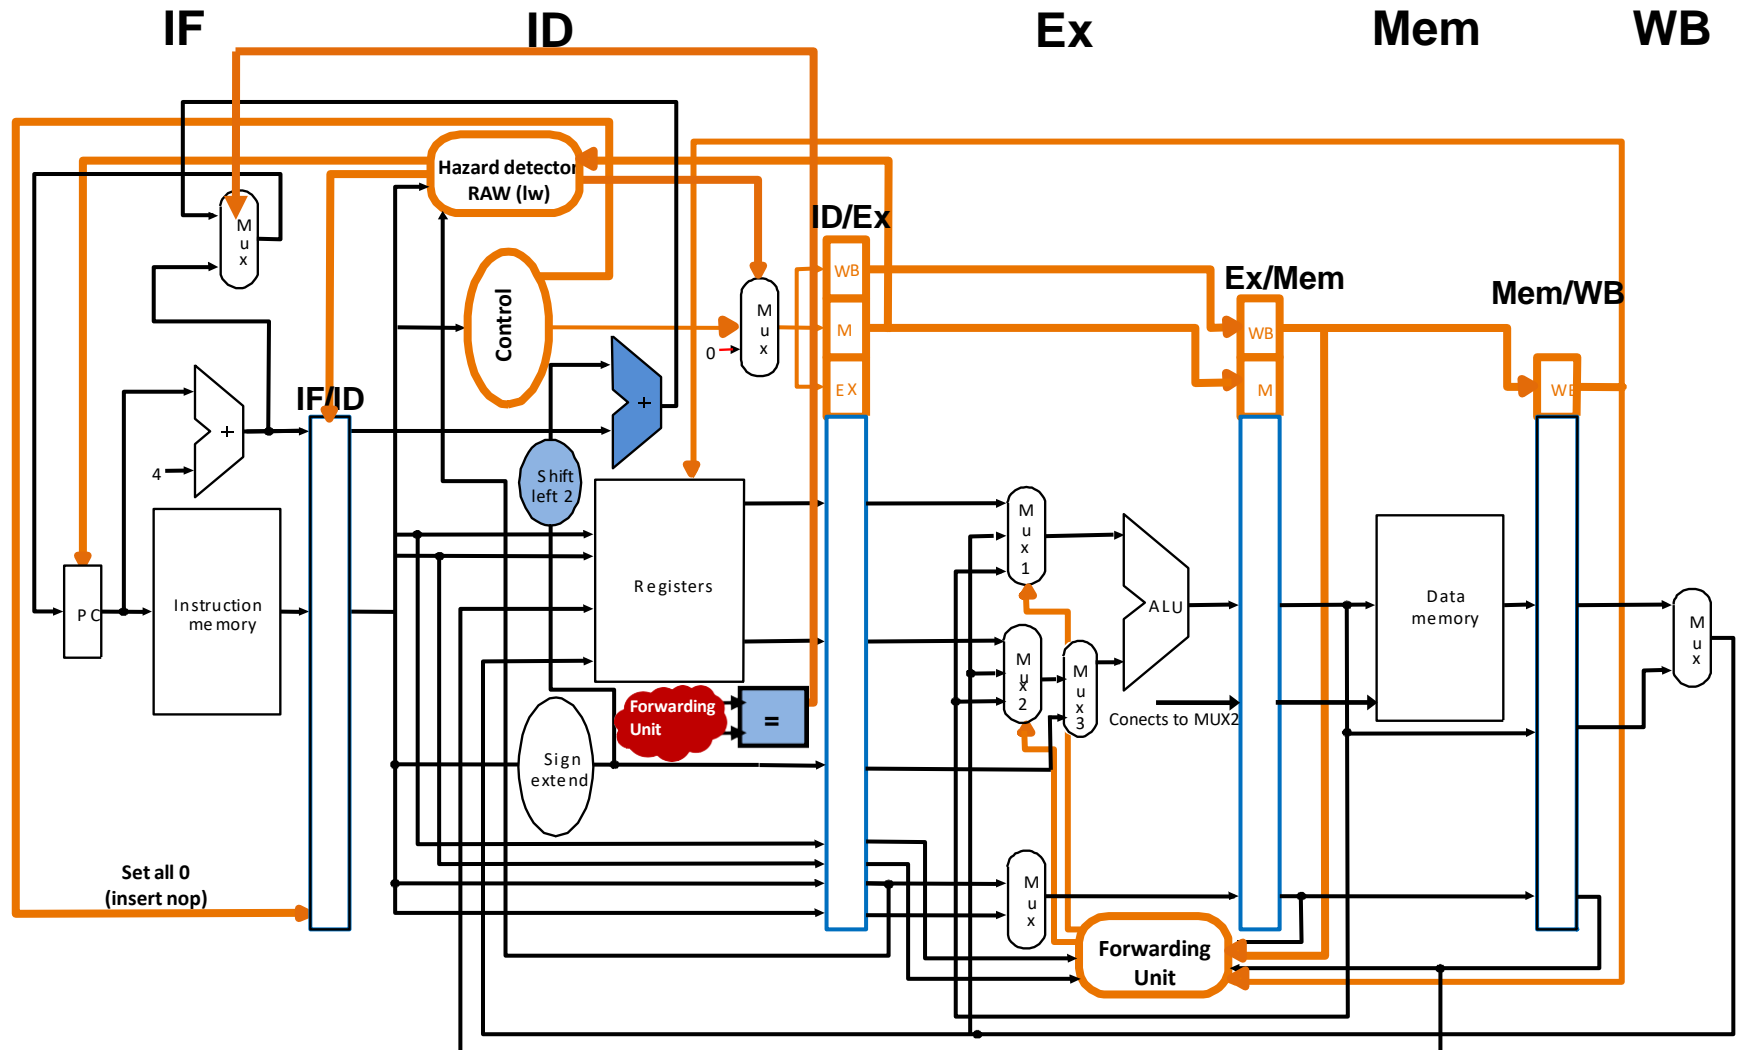 IF
ID
Ex
Mem
WB
Hazard detector
RAW (lw)
M
u
x
ID/Ex
WB
M
EX
Ex/Mem
WB
M
Mem/WB
WB
Control
M
u
x
0
+
IF/ID
+
4
Shift
left 2
PC
Instruction
memory
Registers
M
u
x
1
ALU
Data
memory
M
u
x
M
u
x
2
M
u
x
3
Conects to MUX2
Forwarding
Unit
=
Sign
extend
Set all 0
(insert nop)
M
u
x
Forwarding
Unit